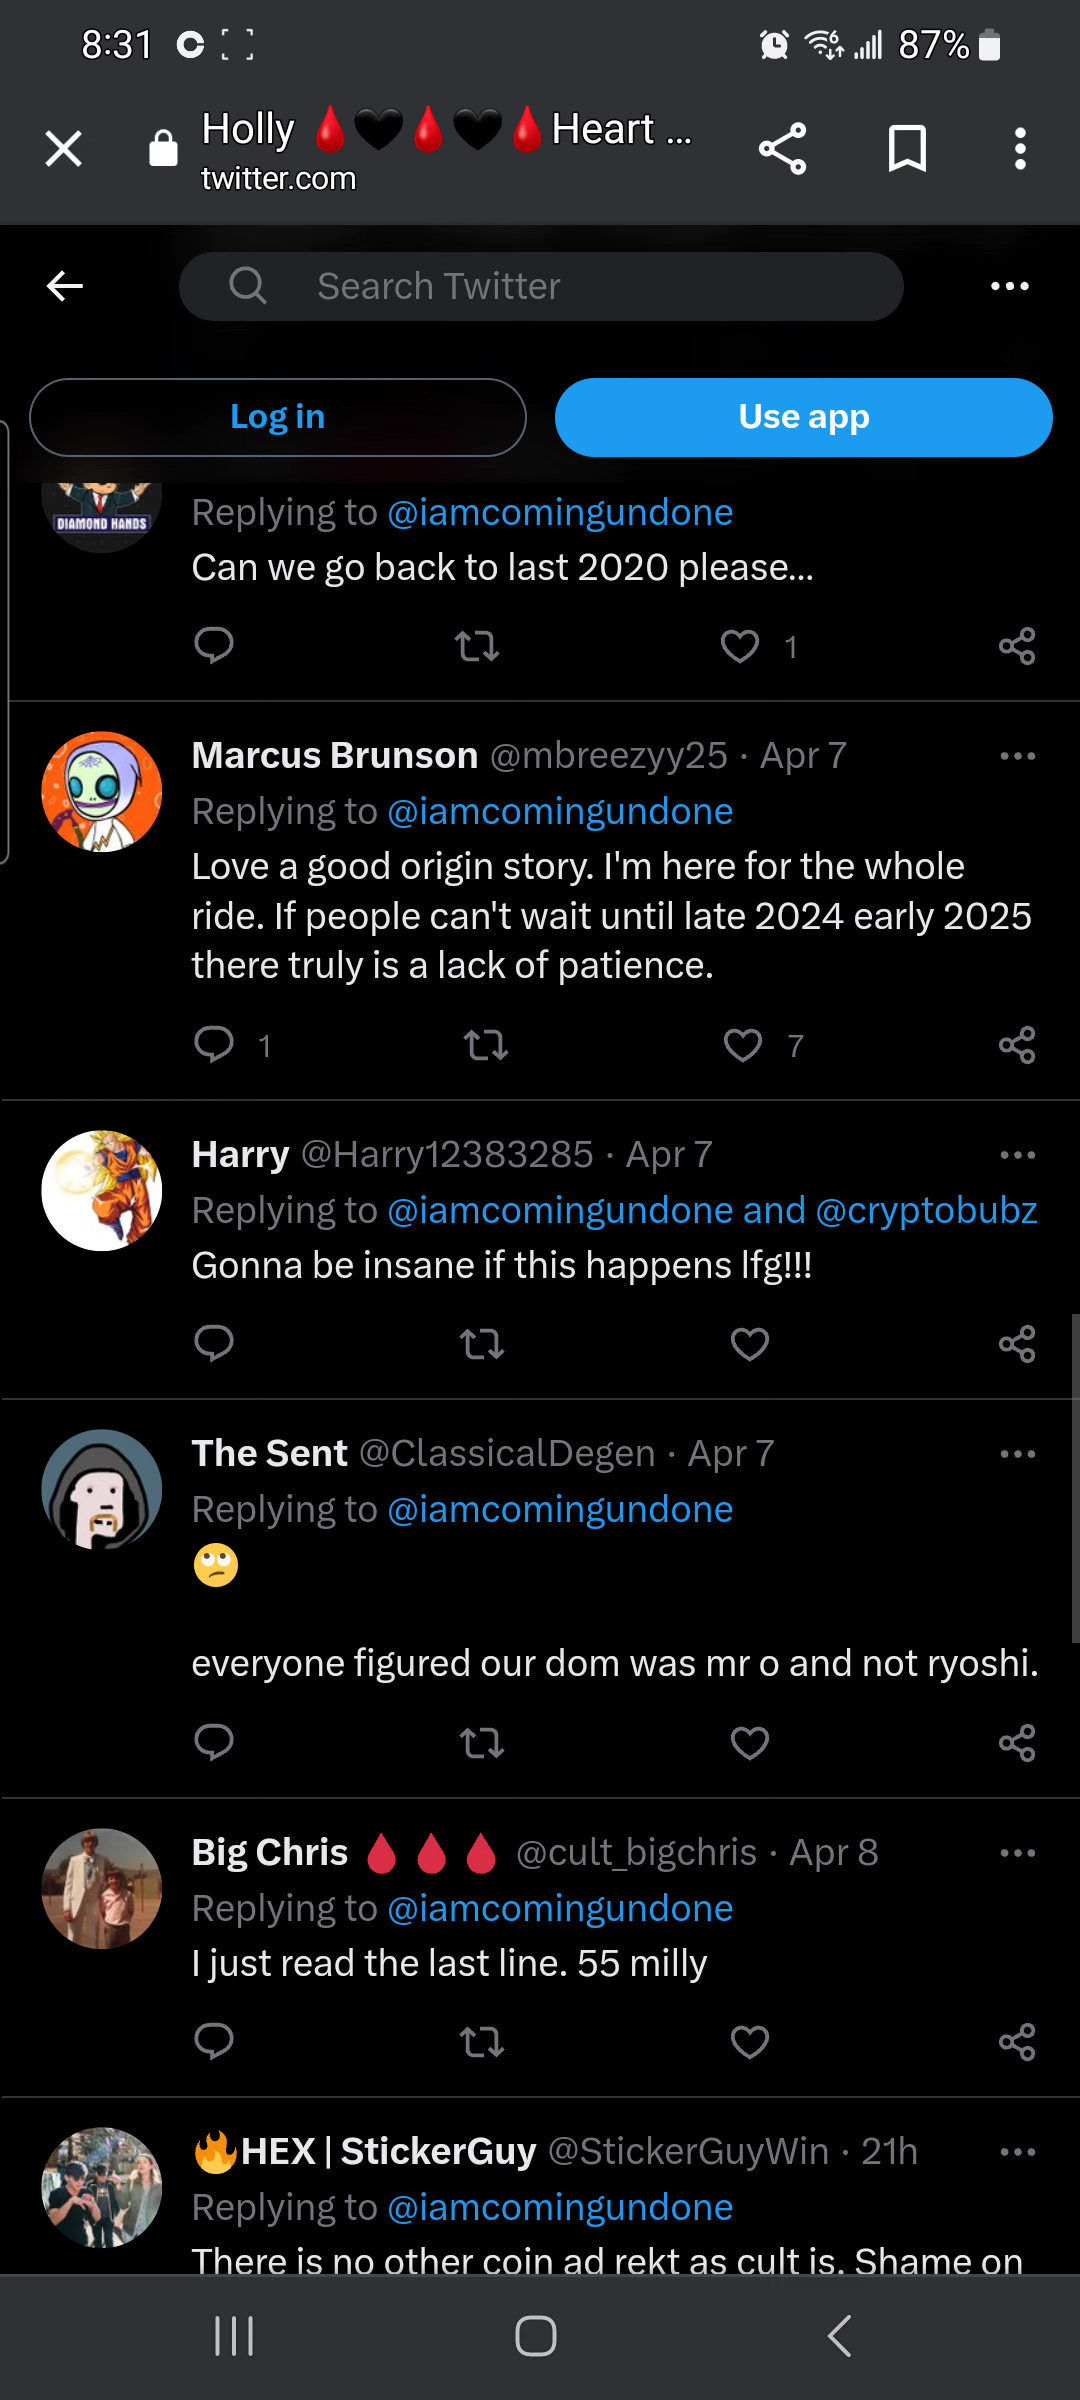 8:31
87%
Holly 🩸🖤🩸🖤🩸Heart ...
twitter.com
Search Twitter
Log in
Use app
DIAMOND HANDS
Replying to @iamcomingundone
Can we go back to last 2020 please...
1
Marcus Brunson @mbreezyy25 · Apr 7
Replying to @iamcomingundone
Love a good origin story. I'm here for the whole
ride. If people can't wait until late 2024 early 2025
there truly is a lack of patience.
1
7
Harry @Harry12383285 · Apr 7
Replying to @iamcomingundone and @cryptobubz
Gonna be insane if this happens lfg!!!
The Sent @ClassicalDegen · Apr 7
Replying to @iamcomingundone
🙄
everyone figured our dom was mr o and not ryoshi.
Big Chris 🩸🩸🩸 @cult_bigchris · Apr 8
Replying to @iamcomingundone
I just read the last line. 55 milly
🔥HEX | StickerGuy @StickerGuyWin · 21h
Replying to @iamcomingundone
There is no other coin ad rekt as cult is. Shame on